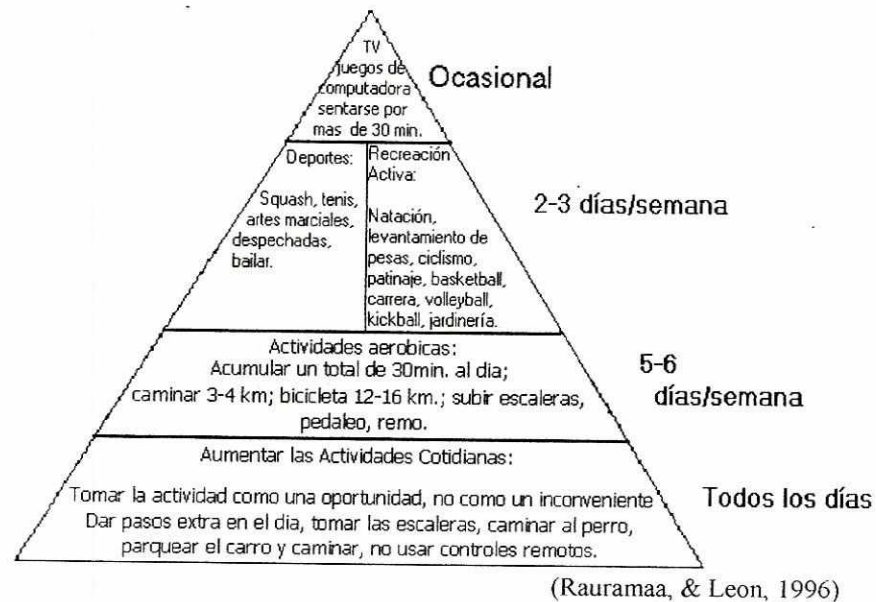 TV
juegos de
computadora
sentarse por
mas de 30 min.
Ocasional
Deportes:
Squash, tenis,
artes marciales,
despechadas,
bailar.
Recreación
Activa:
Natación,
levantamiento de
pesas, ciclismo,
patinaje, basketball,
carrera, volleyball,
kickball, jardinería.
2-3 días/semana
Actividades aerobicas:
Acumular un total de 30min. al dia;
caminar 3-4 km; bicicleta 12-16 km.; subir escaleras,
pedaleo, remo.
5-6
días/semana
Aumentar las Actividades Cotidianas:
Tomar la actividad como una oportunidad, no como un inconveniente
Dar pasos extra en el dia, tomar las escaleras, caminar al perro,
parquear el carro y caminar, no usar controles remotos.
Todos los días
(Rauramaa, & Leon, 1996)